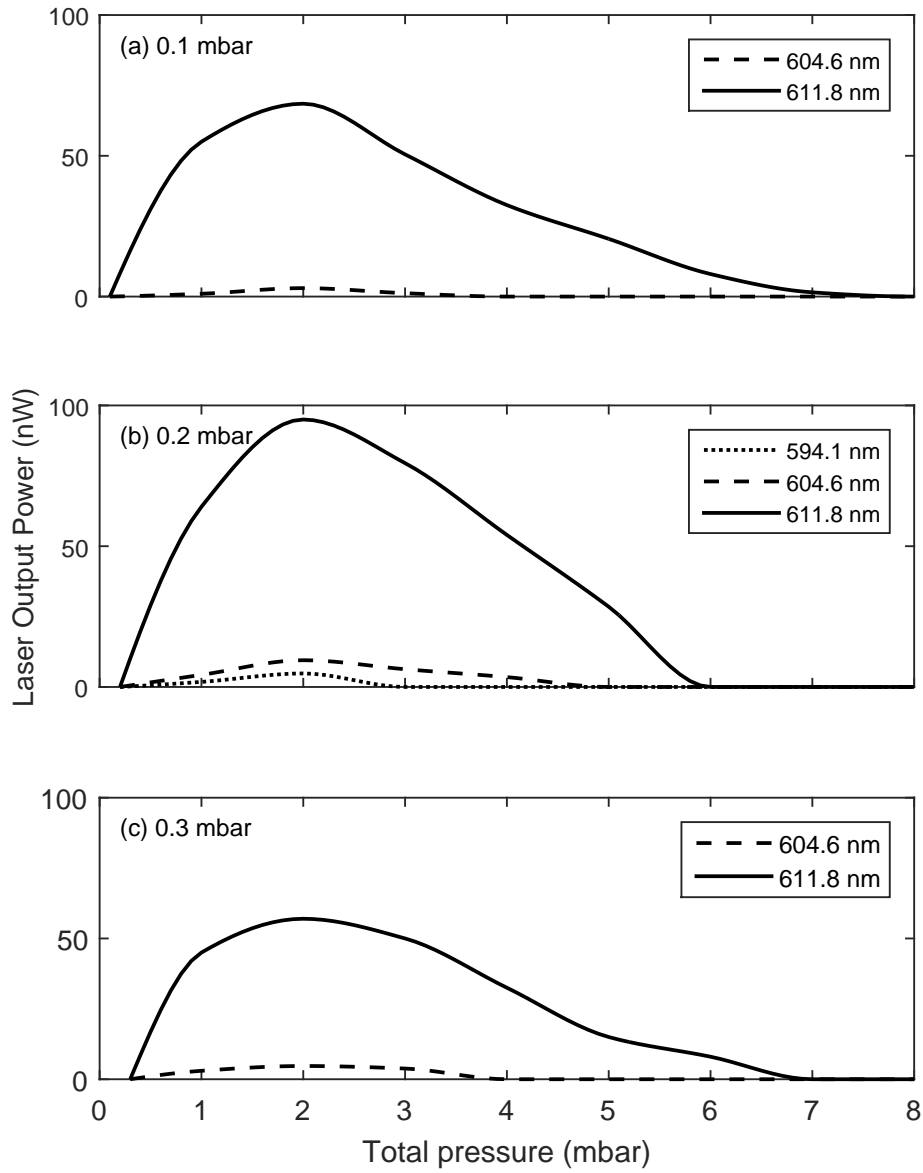 100
(a) 0.1 mbar
604.6 nm
611.8 nm
50
0
100
(b) 0.2 mbar
594.1 nm
604.6 nm
611.8 nm
50
0
Laser Output Power (nW)
100
(c) 0.3 mbar
604.6 nm
611.8 nm
50
0
0 1 2 3 4 5 6 7 8
Total pressure (mbar)